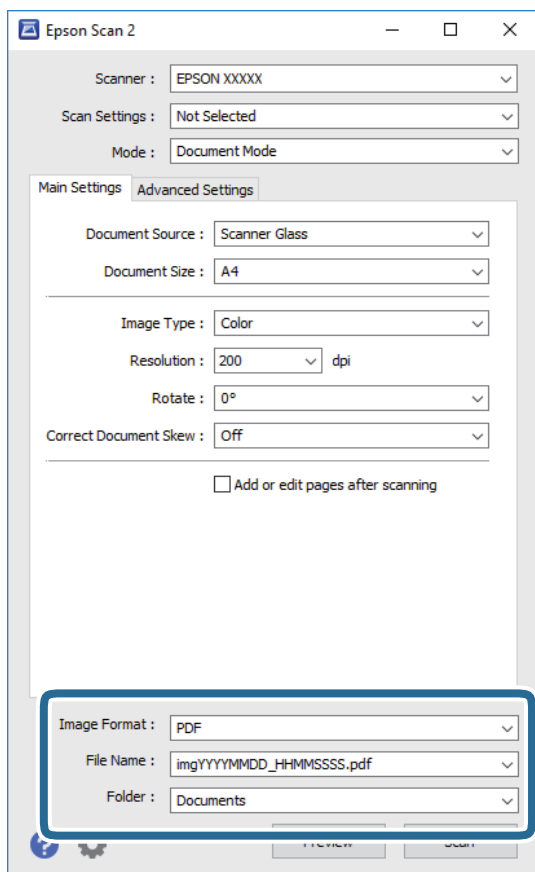 Epson Scan 2
Scanner : EPSON XXXXX
Scan Settings : Not Selected
Mode : Document Mode
Main Settings Advanced Settings
Document Source : Scanner Glass
Document Size : A4
Image Type : Color
Resolution : 200 dpi
Rotate : 0°
Correct Document Skew : Off
Add or edit pages after scanning
Image Format : PDF
File Name : imgYYYYMMDD_HHMMSSSS.pdf
Folder : Documents
? Preview Scan